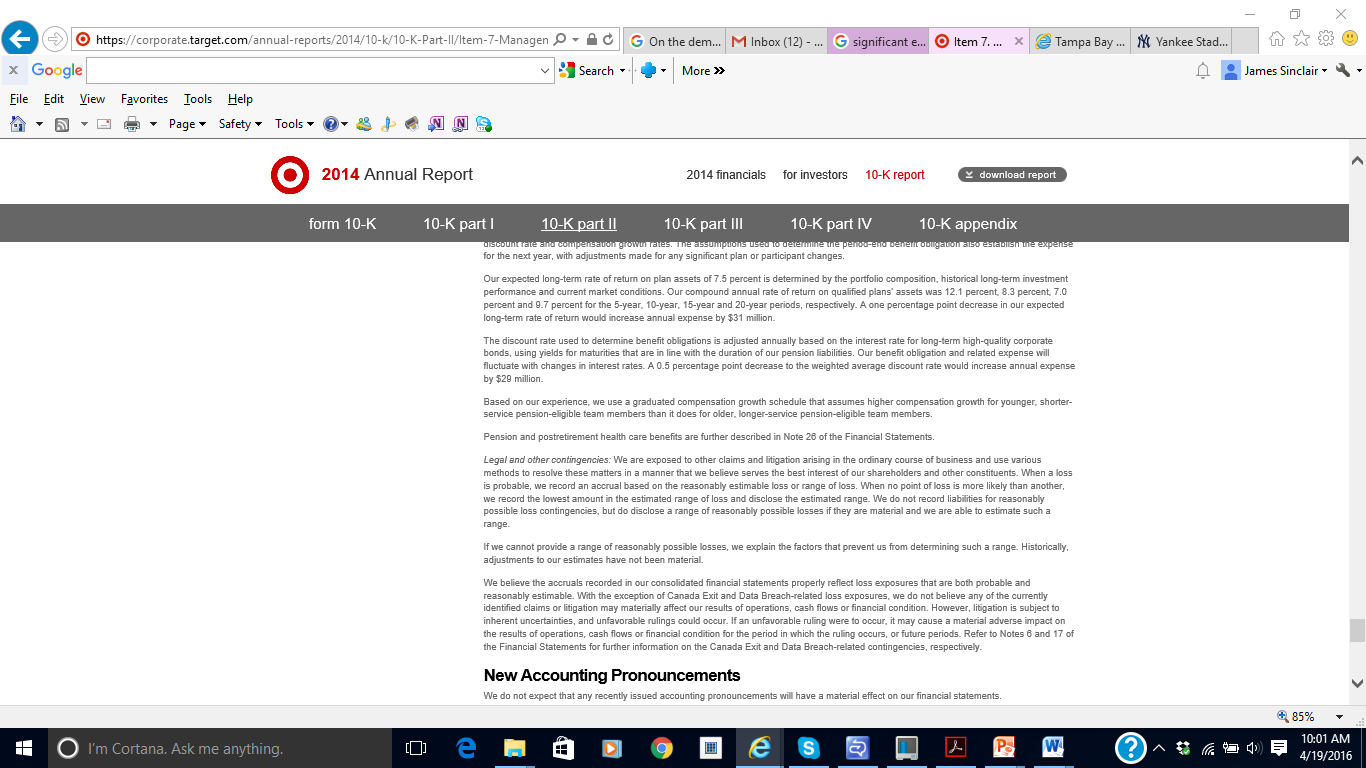 https://corporate.target.com/annual-reports/2014/10-k/10-K-Part-II/Item-7-Managen
On the dem...
Inbox (12) - ...
significant e...
Item 7. ...
Tampa Bay ...
Yankee Stad...
x Google Search More »
James Sinclair
File Edit View Favorites Tools Help
Page Safety Tools
2014 Annual Report
2014 financials for investors 10-K report download report
form 10-K 10-K part I 10-K part II 10-K part III 10-K part IV 10-K appendix
discount rate and compensation growth rates. The assumptions used to determine the period-end benefit obligation also establish the expense
for the next year, with adjustments made for any significant plan or participant changes.
Our expected long-term rate of return on plan assets of 7.5 percent is determined by the portfolio composition, historical long-term investment
performance and current market conditions. Our compound annual rate of return on qualified plans' assets was 12.1 percent, 8.3 percent, 7.0
percent and 9.7 percent for the 5-year, 10-year, 15-year and 20-year periods, respectively. A one percentage point decrease in our expected
long-term rate of return would increase annual expense by $31 million.
The discount rate used to determine benefit obligations is adjusted annually based on the interest rate for long-term high-quality corporate
bonds, using yields for maturities that are in line with the duration of our pension liabilities. Our benefit obligation and related expense will
fluctuate with changes in interest rates. A 0.5 percentage point decrease to the weighted average discount rate would increase annual expense
by $29 million.
Based on our experience, we use a graduated compensation growth schedule that assumes higher compensation growth for younger, shorter-
service pension-eligible team members than it does for older, longer-service pension-eligible team members.
Pension and postretirement health care benefits are further described in Note 26 of the Financial Statements.
Legal and other contingencies: We are exposed to other claims and litigation arising in the ordinary course of business and use various
methods to resolve these matters in a manner that we believe serves the best interest of our shareholders and other constituents. When a loss
is probable, we record an accrual based on the reasonably estimable loss or range of loss. When no point of loss is more likely than another,
we record the lowest amount in the estimated range of loss and disclose the estimated range. We do not record liabilities for reasonably
possible loss contingencies, but do disclose a range of reasonably possible losses if they are material and we are able to estimate such a
range.
If we cannot provide a range of reasonably possible losses, we explain the factors that prevent us from determining such a range. Historically,
adjustments to our estimates have not been material.
We believe the accruals recorded in our consolidated financial statements properly reflect loss exposures that are both probable and
reasonably estimable. With the exception of Canada Exit and Data Breach-related loss exposures, we do not believe any of the currently
identified claims or litigation may materially affect our results of operations, cash flows or financial condition. However, litigation is subject to
inherent uncertainties, and unfavorable rulings could occur. If an unfavorable ruling were to occur, it may cause a material adverse impact on
the results of operations, cash flows or financial condition for the period in which the ruling occurs, or future periods. Refer to Notes 6 and 17 of
the Financial Statements for further information on the Canada Exit and Data Breach-related contingencies, respectively.
New Accounting Pronouncements
We do not expect that any recently issued accounting pronouncements will have a material effect on our financial statements.
85%
I'm Cortana. Ask me anything.
10:01 AM
4/19/2016